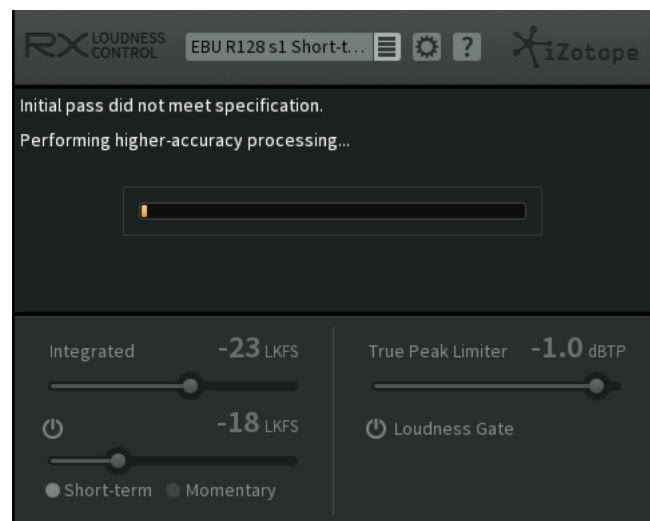 RX LOUDNESS CONTROL
EBU R128 s1 Short-t...
?
iZotope
Initial pass did not meet specification.
Performing higher-accuracy processing...
Integrated -23 LKFS
True Peak Limiter -1.0 dBTP
-18 LKFS
Loudness Gate
Short-term Momentary